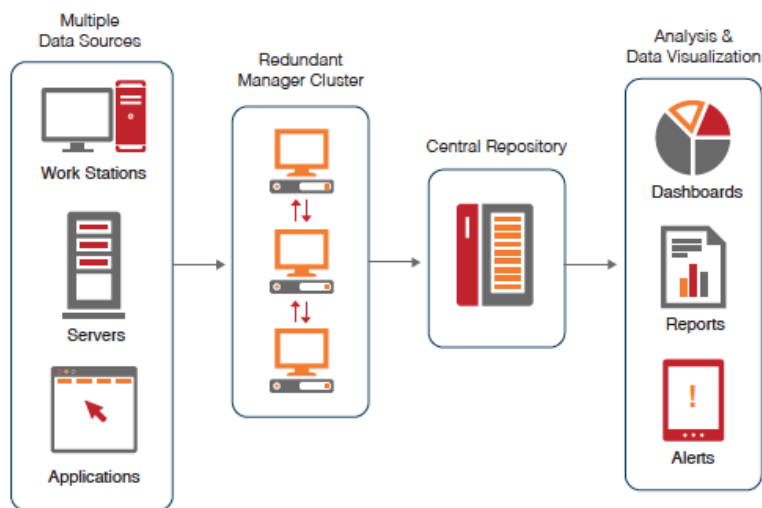 Multiple
Data Sources
Work Stations
Servers
Applications
Redundant
Manager Cluster
Central Repository
Analysis &
Data Visualization
Dashboards
Reports
!
Alerts